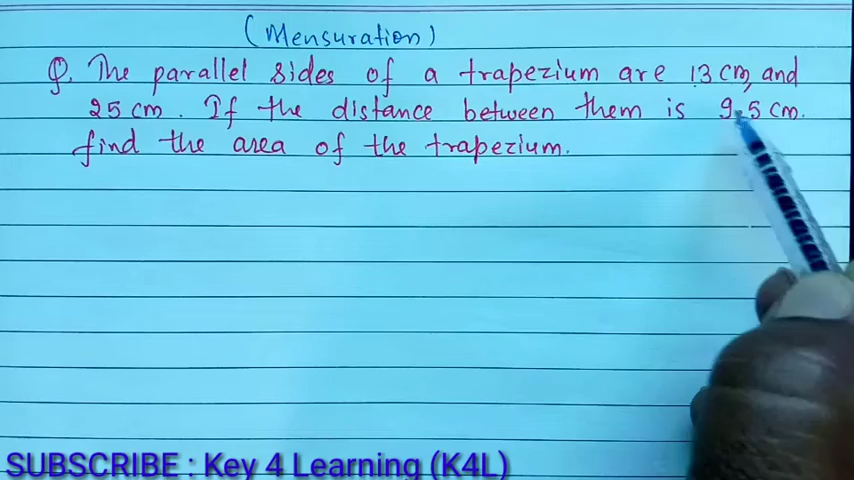 (Mensuration)
Q. The parallel sides of a trapezium are 13 cm, and
25 cm. If the distance between them is 9.5 cm.
find the area of the trapezium.
SUBSCRIBE : Key 4 Learning (K4L)